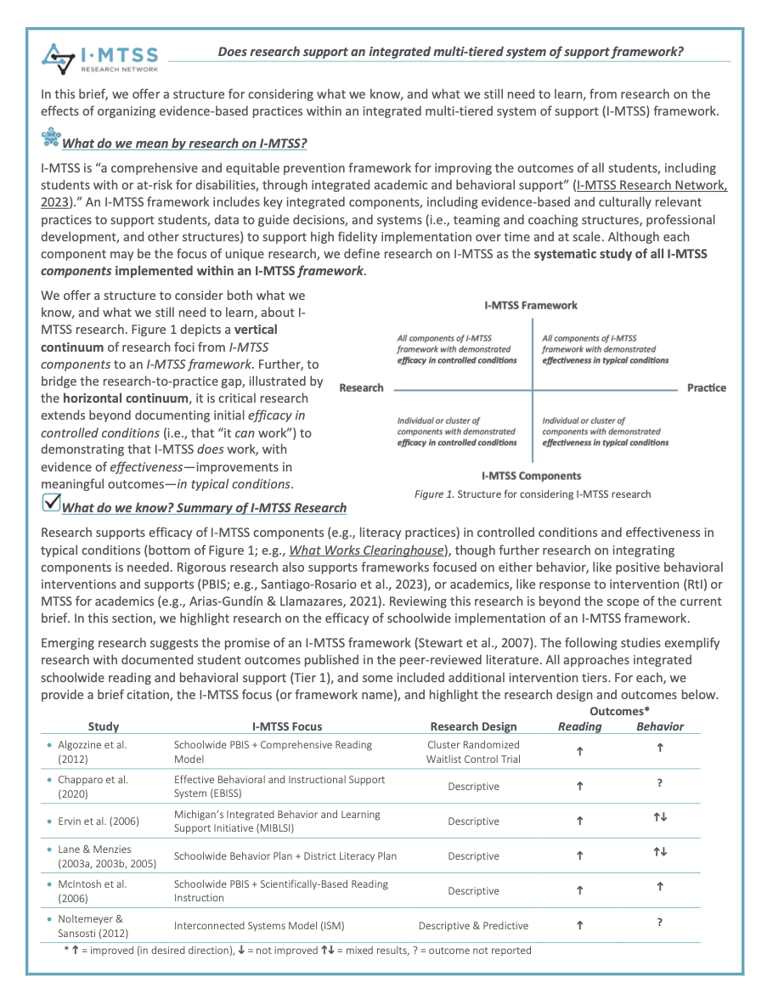 I-MTSS
RESEARCH NETWORK
Does research support an integrated multi-tiered system of support framework?
In this brief, we offer a structure for considering what we know, and what we still need to learn, from research on the
effects of organizing evidence-based practices within an integrated multi-tiered system of support (I-MTSS) framework.
What do we mean by research on I-MTSS?
I-MTSS is “a comprehensive and equitable prevention framework for improving the outcomes of all students, including
students with or at-risk for disabilities, through integrated academic and behavioral support” (I-MTSS Research Network,
2023).” An I-MTSS framework includes key integrated components, including evidence-based and culturally relevant
practices to support students, data to guide decisions, and systems (i.e., teaming and coaching structures, professional
development, and other structures) to support high fidelity implementation over time and at scale. Although each
component may be the focus of unique research, we define research on I-MTSS as the systematic study of all I-MTSS
components implemented within an I-MTSS framework.
We offer a structure to consider both what we
know, and what we still need to learn, about I-
MTSS research. Figure 1 depicts a vertical
continuum of research foci from I-MTSS
components to an I-MTSS framework. Further, to
bridge the research-to-practice gap, illustrated by
the horizontal continuum, it is critical research
extends beyond documenting initial efficacy in
controlled conditions (i.e., that “it can work”) to
demonstrating that I-MTSS does work, with
evidence of effectiveness—improvements in
meaningful outcomes—in typical conditions.
I-MTSS Framework
All components of I-MTSS
framework with demonstrated
efficacy in controlled conditions
All components of I-MTSS
framework with demonstrated
effectiveness in typical conditions
Research
Practice
Individual or cluster of
components with demonstrated
efficacy in controlled conditions
Individual or cluster of
components with demonstrated
effectiveness in typical conditions
I-MTSS Components
Figure 1. Structure for considering I-MTSS research
What do we know? Summary of I-MTSS Research
Research supports efficacy of I-MTSS components (e.g., literacy practices) in controlled conditions and effectiveness in
typical conditions (bottom of Figure 1; e.g., What Works Clearinghouse), though further research on integrating
components is needed. Rigorous research also supports frameworks focused on either behavior, like positive behavioral
interventions and supports (PBIS; e.g., Santiago-Rosario et al., 2023), or academics, like response to intervention (RtI) or
MTSS for academics (e.g., Arias-Gundín & Llamazares, 2021). Reviewing this research is beyond the scope of the current
brief. In this section, we highlight research on the efficacy of schoolwide implementation of an I-MTSS framework.
Emerging research suggests the promise of an I-MTSS framework (Stewart et al., 2007). The following studies exemplify
research with documented student outcomes published in the peer-reviewed literature. All approaches integrated
schoolwide reading and behavioral support (Tier 1), and some included additional intervention tiers. For each, we
provide a brief citation, the I-MTSS focus (or framework name), and highlight the research design and outcomes below.
Outcomes*
Study I-MTSS Focus Research Design Reading Behavior
• Algozzine et al. Schoolwide PBIS + Comprehensive Reading Cluster Randomized ↑ ↑
(2012) Model Waitlist Control Trial
• Chapparo et al. Effective Behavioral and Instructional Support Descriptive ↑ ?
(2020) System (EBISS)
• Ervin et al. (2006) Michigan’s Integrated Behavior and Learning Descriptive ↑ ↑↓
Support Initiative (MIBLSI)
• Lane & Menzies Schoolwide Behavior Plan + District Literacy Plan Descriptive ↑ ↑↓
(2003a, 2003b, 2005)
• McIntosh et al. Schoolwide PBIS + Scientifically-Based Reading Descriptive ↑ ↑
(2006) Instruction
• Noltemeyer & Interconnected Systems Model (ISM) Descriptive & Predictive ↑ ?
Sansosti (2012)
* ↑ = improved (in desired direction), ↓ = not improved ↑↓ = mixed results, ? = outcome not reported